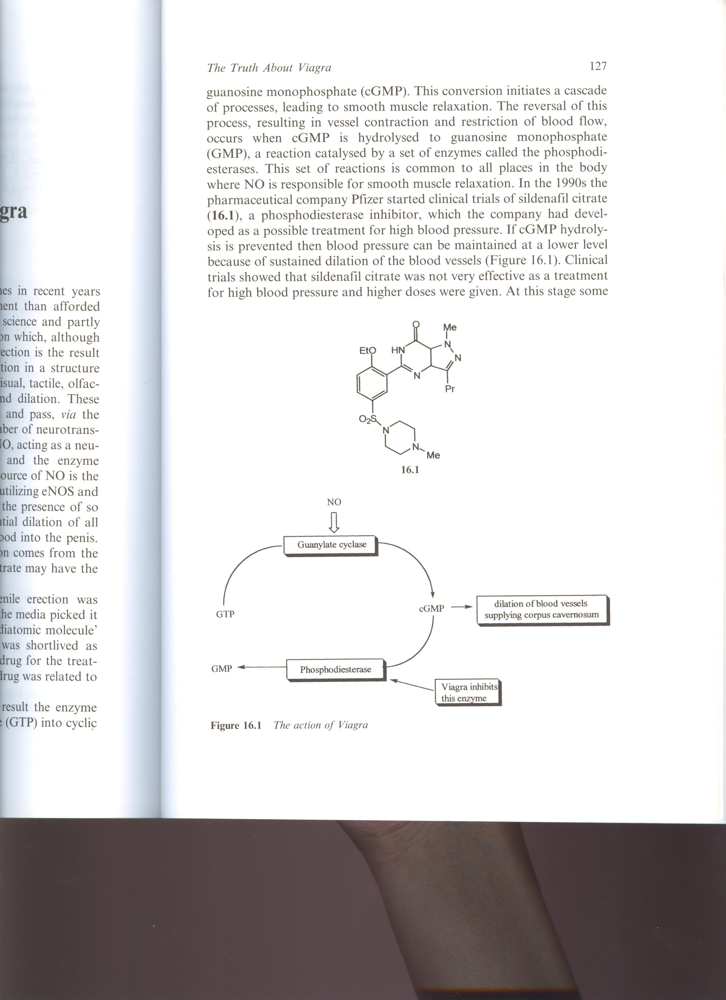 gra
es in recent years
ent than afforded
science and partly
on which, although
ection is the result
tion in a structure
isual, tactile, olfac-
nd dilation. These
and pass, via the
ber of neurotrans-
O, acting as a neu-
and the enzyme
ource of NO is the
utilizing eNOS and
the presence of so
tial dilation of all
ood into the penis.
on comes from the
trate may have the
enile erection was
he media picked it
diatomic molecule’
was shortlived as
drug for the treat-
drug was related to
result the enzyme
(GTP) into cyclic
The Truth About Viagra 127
guanosine monophosphate (cGMP). This conversion initiates a cascade
of processes, leading to smooth muscle relaxation. The reversal of this
process, resulting in vessel contraction and restriction of blood flow,
occurs when cGMP is hydrolysed to guanosine monophosphate
(GMP), a reaction catalysed by a set of enzymes called the phosphodi-
esterases. This set of reactions is common to all places in the body
where NO is responsible for smooth muscle relaxation. In the 1990s the
pharmaceutical company Pfizer started clinical trials of sildenafil citrate
(16.1), a phosphodiesterase inhibitor, which the company had devel-
oped as a possible treatment for high blood pressure. If cGMP hydroly-
sis is prevented then blood pressure can be maintained at a lower level
because of sustained dilation of the blood vessels (Figure 16.1). Clinical
trials showed that sildenafil citrate was not very effective as a treatment
for high blood pressure and higher doses were given. At this stage some
O
Me
N
EtO HN
N
N
Pr
O2S
N
N
Me
16.1
NO
Guanylate cyclase
GTP
cGMP
dilation of blood vessels
supplying corpus cavernosum
GMP
Phosphodiesterase
Viagra inhibits
this enzyme
Figure 16.1 The action of Viagra